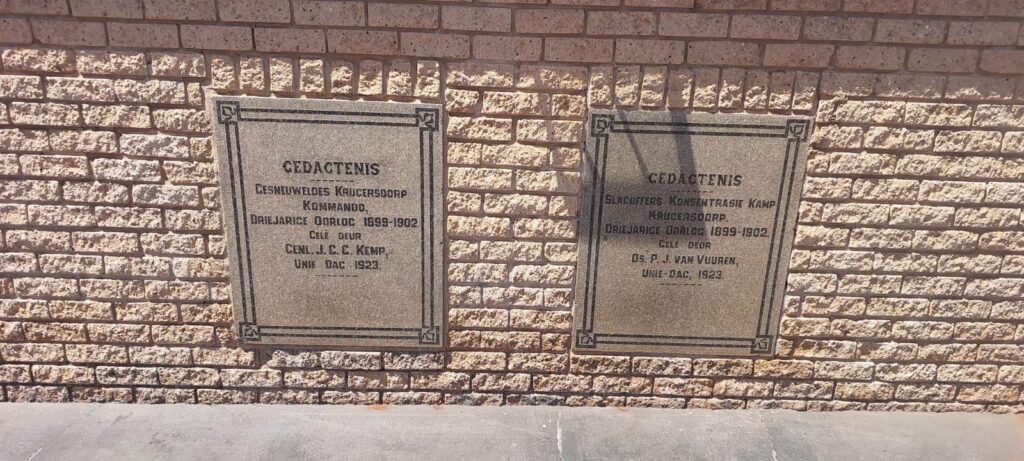 GEDAGTENIS
GESNEUWELDES KRUGERSDORP
KOMMANDO,
DRIEJARIGE OORLOG 1899-1902.
GELÊ DEUR
GENL. J. C. G. KEMP,
UNIE DAG 1923.
GEDAGTENIS
SLAGOFFERS KONSENTRASIE KAMP
KRUGERSDORP.
DRIEJARIGE OORLOG 1899-1902.
GELÊ DEUR
DS. P. J. VAN VUUREN,
UNIE-DAG, 1923.